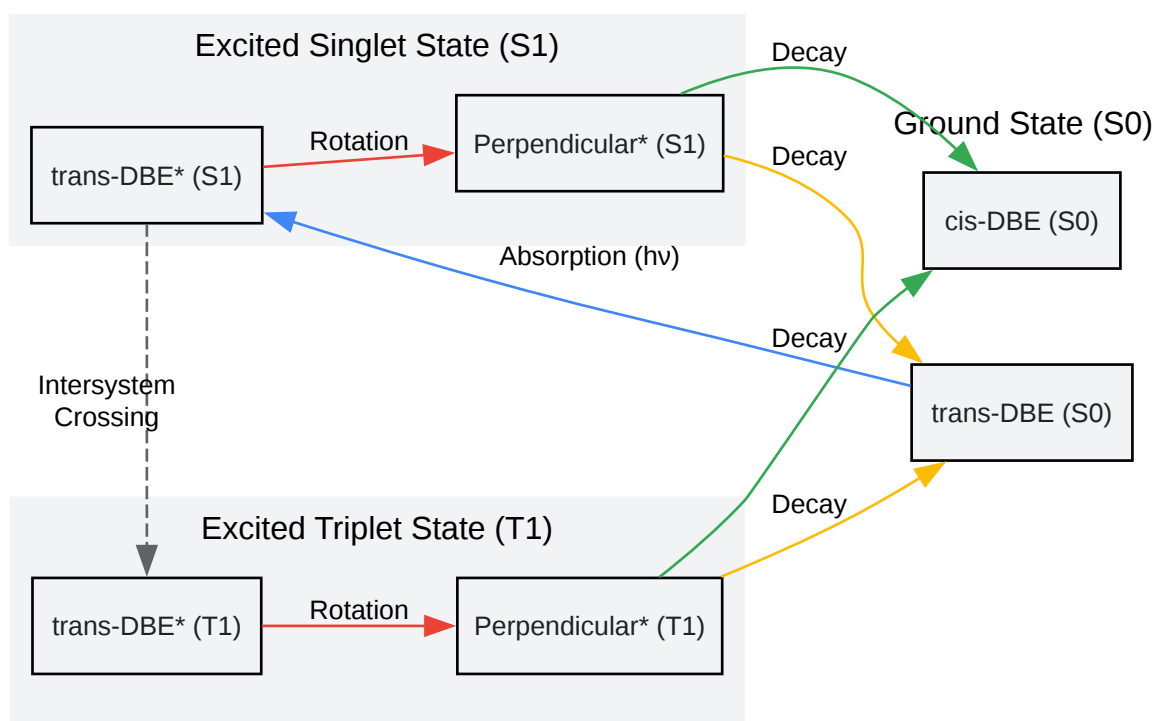 Excited Singlet State (S1)
Decay
Ground State (S0)
Rotation
Perpendicular* (S1)
Decay
trans-DBE* (S1)
cis-DBE (S0)
Absorption (hν)
Decay
Intersystem
Crossing
trans-DBE (S0)
Decay
Excited Triplet State (T1)
Rotation
trans-DBE* (T1)
Perpendicular* (T1)